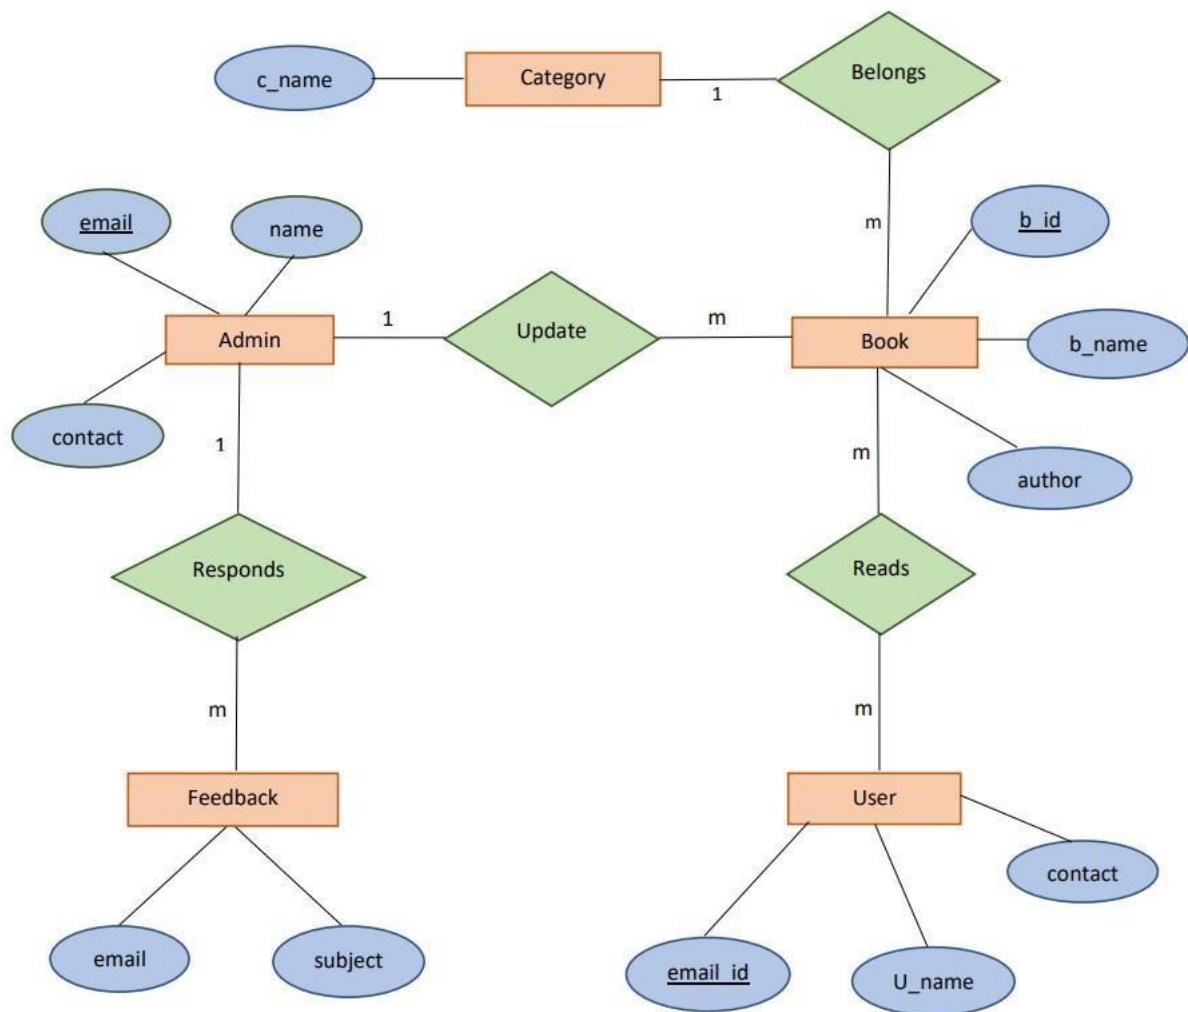 Belongs
c_name
Category
1
email
name
m
b_id
1
Update
m
Admin
Book
b_name
contact
1
m
author
Responds
Reads
m
m
Feedback
User
contact
email
subject
email_id
U_name